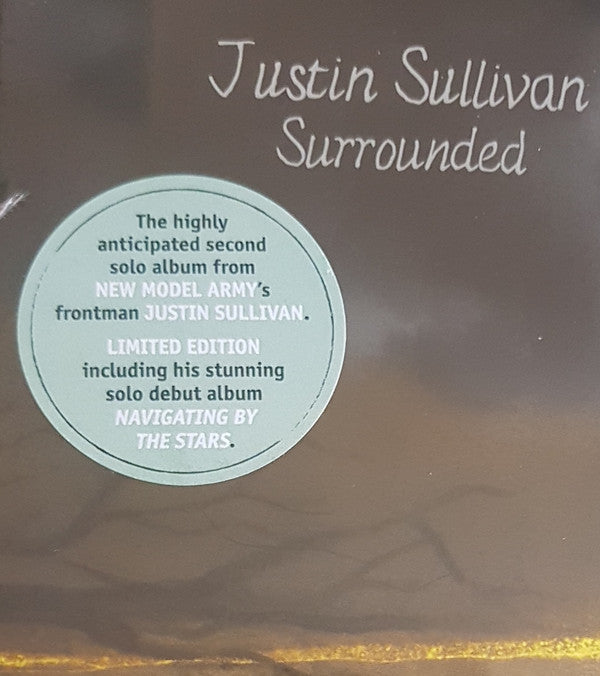 Justin Sullivan
Surrounded
The highly
anticipated second
solo album from
NEW MODEL ARMY's
frontman JUSTIN SULLIVAN.
LIMITED EDITION
including his stunning
solo debut album
NAVIGATING BY
THE STARS.